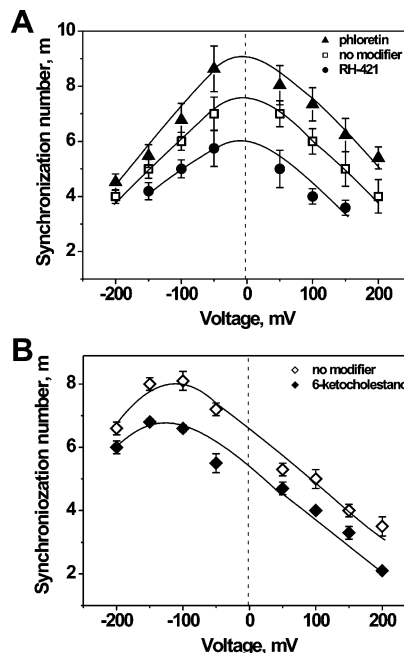 A
Synchronization number, m
10
8
6
4
2
phloretin
no modifier
RH-421
-200 -100 0 100 200
Voltage, mV
B
Synchroniozation number, m
8
6
4
2
no modifier
6-ketocholestano
-200 -100 0 100 200
Voltage, mV